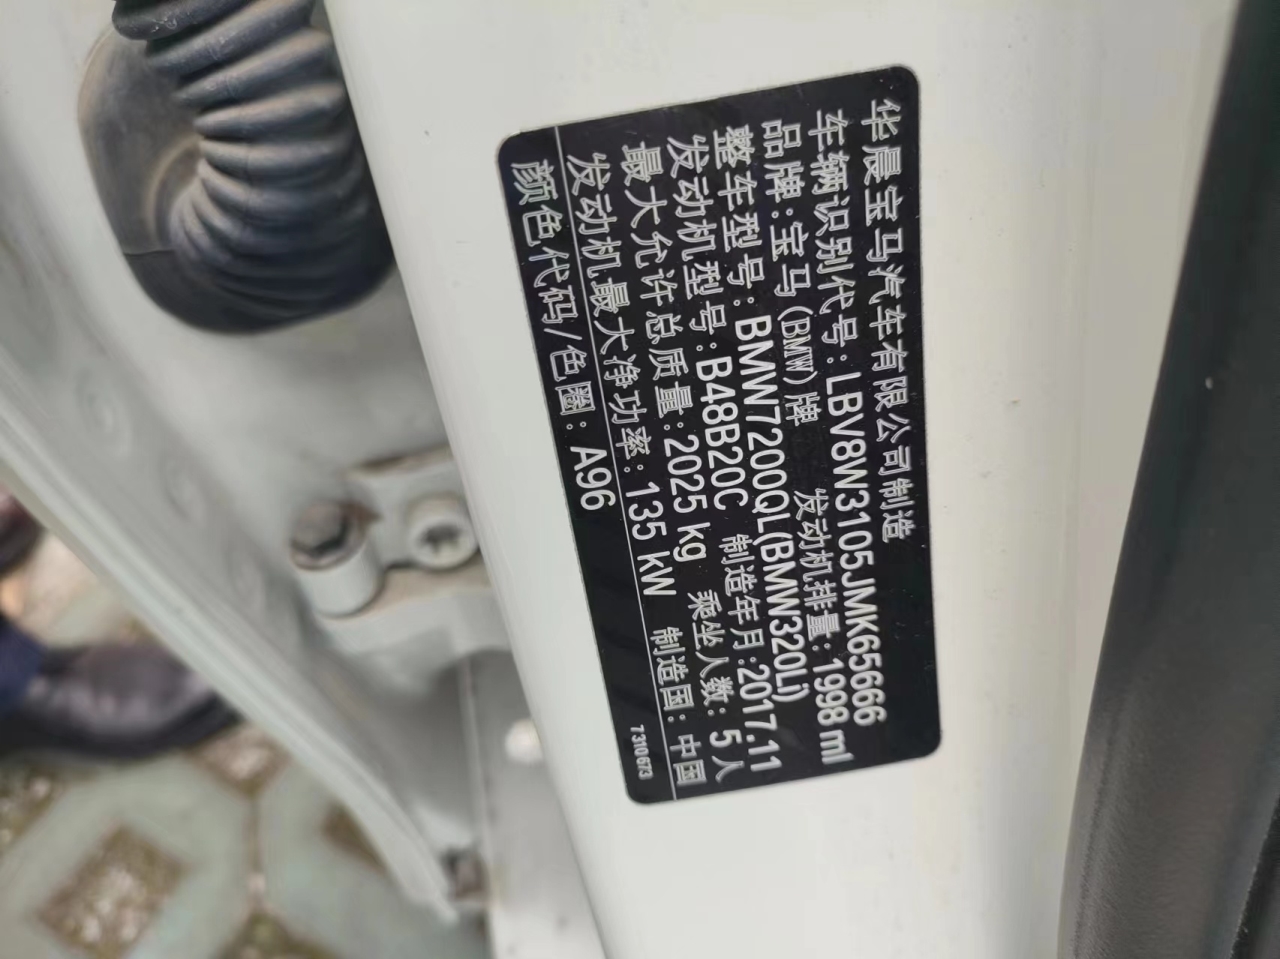 华晨宝马汽车有限公司制造
车辆识别代号:LBV8W3105JMK65666
品牌:宝马(BMW)牌 发动机排量:1998 ml
整车型号:BMW7200QL(BMW320Li)
发动机型号:B48B20C 制造年月:2017.11
最大允许总质量:2025 kg 乘坐人数:5人
发动机最大净功率:135 kW 制造国:中国
颜色代码/色圈:A96 7310673